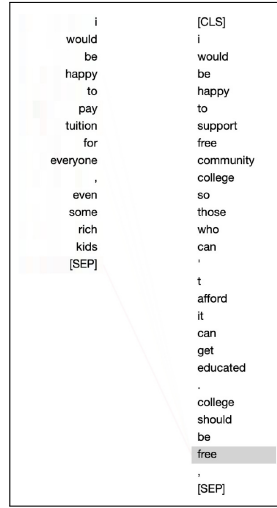 i
would
be
happy
to
pay
tuition
for
everyone
,
even
some
rich
kids
[SEP]
[CLS]
i
would
be
happy
to
support
free
community
college
so
those
who
can
'
t
afford
it
can
get
educated
.
college
should
be
free
,
[SEP]